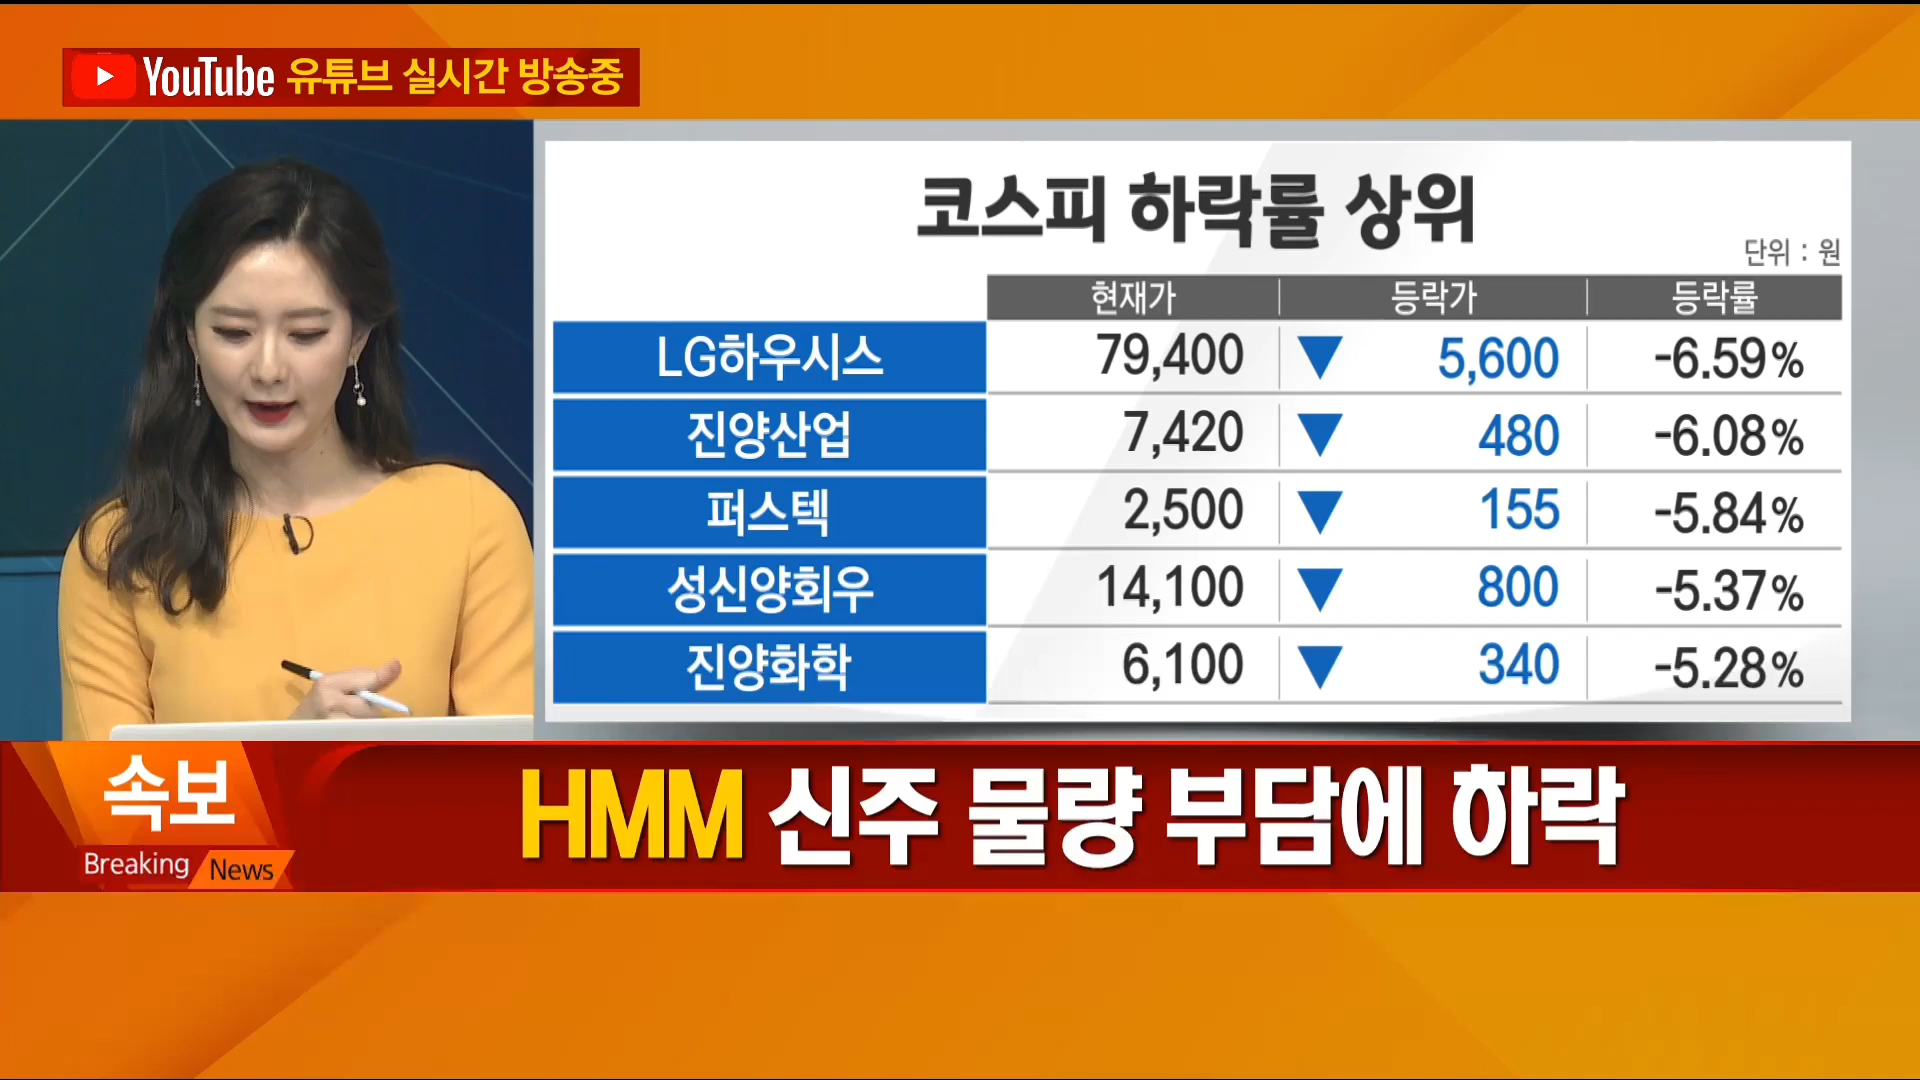 YouTube 유튜브 실시간 방송중
코스피 하락률 상위
단위 : 원
현재가 등락가 등락률
LG하우시스 79,400 ▼ 5,600 -6.59%
진양산업 7,420 ▼ 480 -6.08%
퍼스텍 2,500 ▼ 155 -5.84%
성신양회우 14,100 ▼ 800 -5.37%
진양화학 6,100 ▼ 340 -5.28%
속보
Breaking News
HMM 신주 물량 부담에 하락